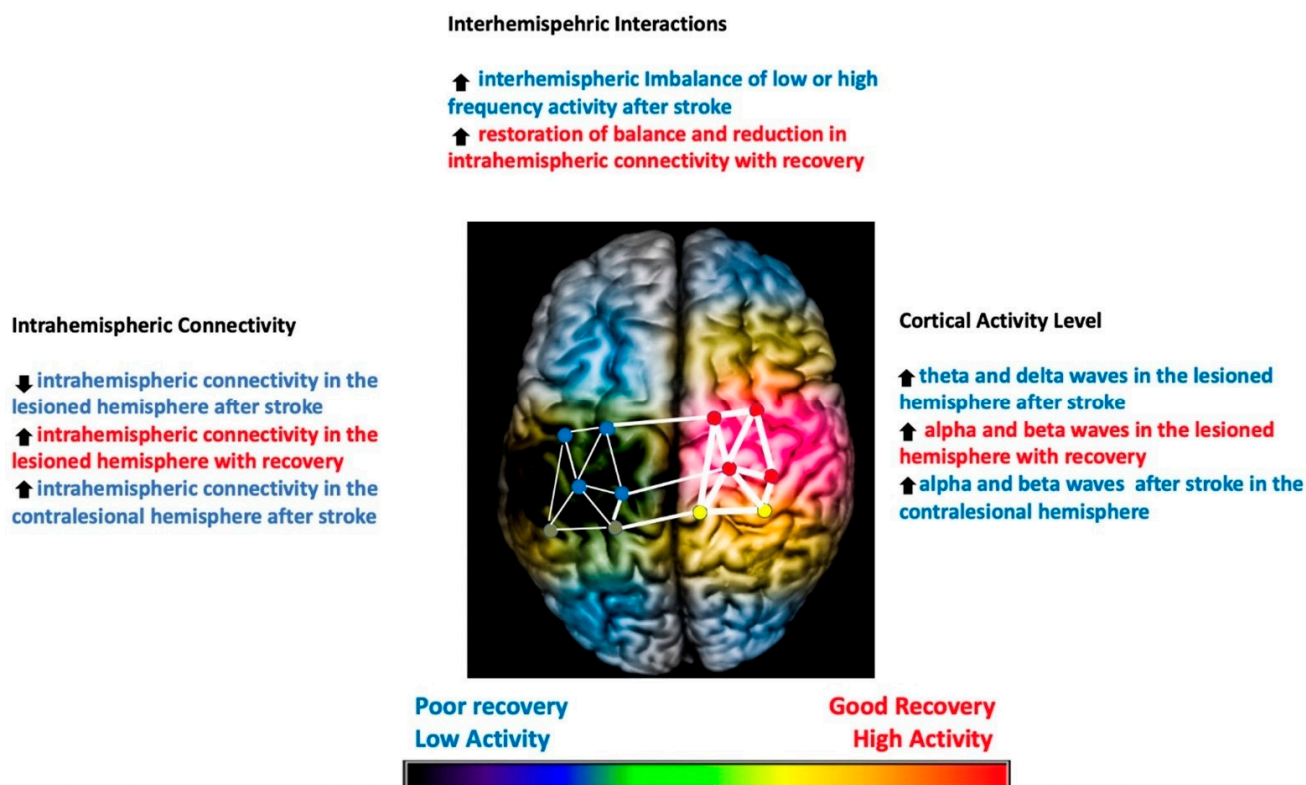 Interhemispehric Interactions
⬆ interhemispheric Imbalance of low or high
frequency activity after stroke
⬆ restoration of balance and reduction in
intrahemispheric connectivity with recovery
Intrahemispheric Connectivity
⬇ intrahemispheric connectivity in the
lesioned hemisphere after stroke
⬆ intrahemispheric connectivity in the
lesioned hemisphere with recovery
⬆ intrahemispheric connectivity in the
contralesional hemisphere after stroke
Cortical Activity Level
⬆ theta and delta waves in the lesioned
hemisphere after stroke
⬆ alpha and beta waves in the lesioned
hemisphere with recovery
⬆ alpha and beta waves after stroke in the
contralesional hemisphere
Poor recovery
Low Activity
Good Recovery
High Activity